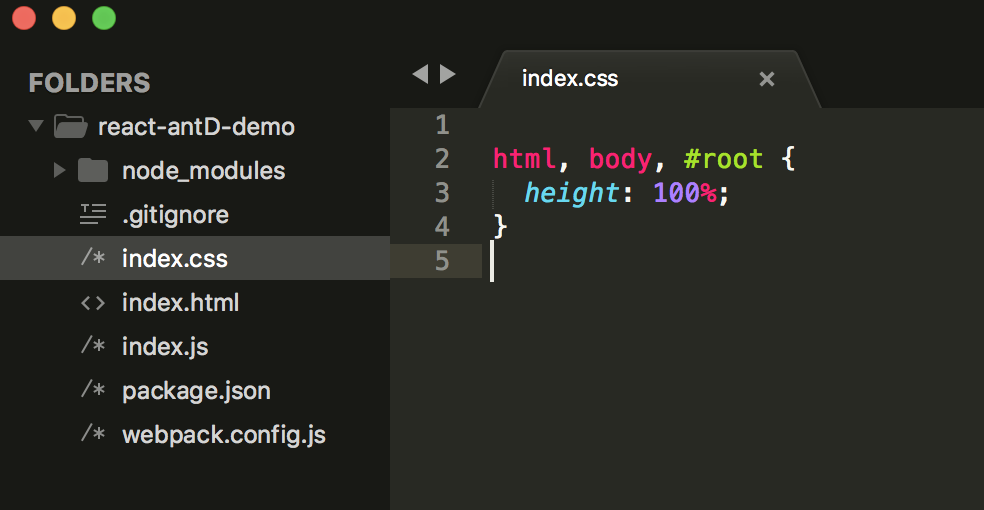 FOLDERS
react-antD-demo
node_modules
.gitignore
index.css
index.html
index.js
package.json
webpack.config.js
index.css
1
2 html, body, #root {
3 height: 100%;
4 }
5